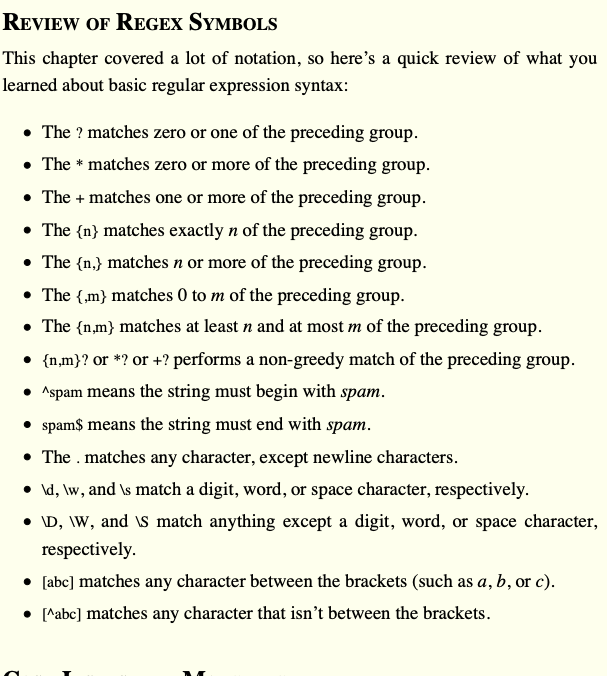 REVIEW OF REGEX SYMBOLS
This chapter covered a lot of notation, so here’s a quick review of what you
learned about basic regular expression syntax:
• The ? matches zero or one of the preceding group.
• The * matches zero or more of the preceding group.
• The + matches one or more of the preceding group.
• The {n} matches exactly n of the preceding group.
• The {n,} matches n or more of the preceding group.
• The {,m} matches 0 to m of the preceding group.
• The {n,m} matches at least n and at most m of the preceding group.
• {n,m}? or *? or +? performs a non-greedy match of the preceding group.
• ^spam means the string must begin with spam.
• spam$ means the string must end with spam.
• The . matches any character, except newline characters.
• \d, \w, and \s match a digit, word, or space character, respectively.
• \D, \W, and \S match anything except a digit, word, or space character,
respectively.
• [abc] matches any character between the brackets (such as a, b, or c).
• [^abc] matches any character that isn’t between the brackets.